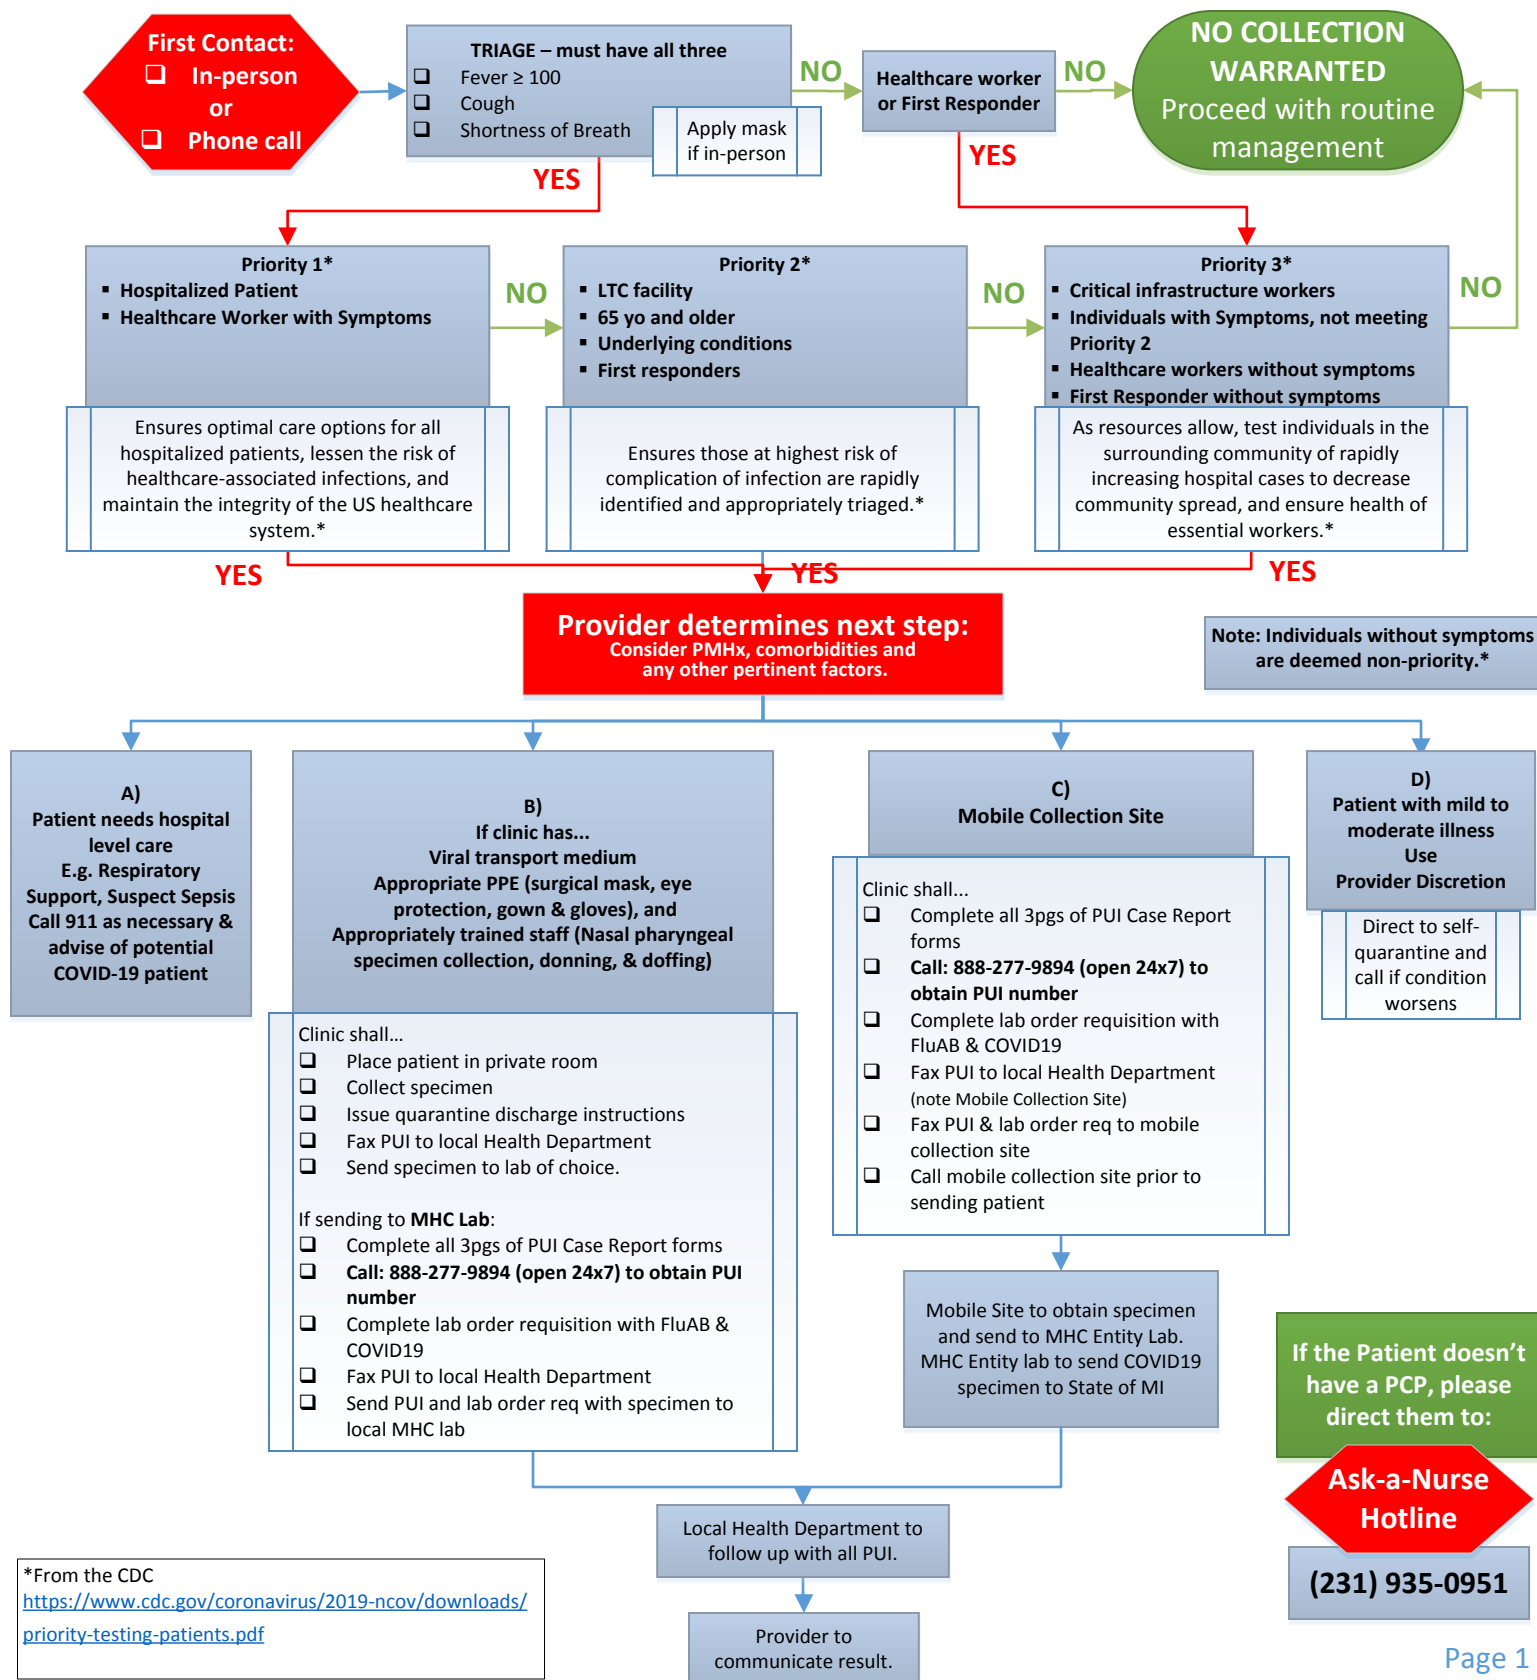 First Contact:
❑ In-person
or
❑ Phone call
TRIAGE – must have all three
❑ Fever ≥ 100
❑ Cough
❑ Shortness of Breath
Apply mask
if in-person
NO
Healthcare worker
or First Responder
NO
NO COLLECTION
WARRANTED
Proceed with routine
management
YES
YES
Priority 1*
▪ Hospitalized Patient
▪ Healthcare Worker with Symptoms
NO
Priority 2*
▪ LTC facility
▪ 65 yo and older
▪ Underlying conditions
▪ First responders
NO
Priority 3*
▪ Critical infrastructure workers
▪ Individuals with Symptoms, not meeting
Priority 2
▪ Healthcare workers without symptoms
▪ First Responder without symptoms
NO
Ensures optimal care options for all
hospitalized patients, lessen the risk of
healthcare-associated infections, and
maintain the integrity of the US healthcare
system.*
Ensures those at highest risk of
complication of infection are rapidly
identified and appropriately triaged.*
As resources allow, test individuals in the
surrounding community of rapidly
increasing hospital cases to decrease
community spread, and ensure health of
essential workers.*
YES
YES
YES
Provider determines next step:
Consider PMHx, comorbidities and
any other pertinent factors.
Note: Individuals without symptoms
are deemed non-priority.*
A)
Patient needs hospital
level care
E.g. Respiratory
Support, Suspect Sepsis
Call 911 as necessary &
advise of potential
COVID-19 patient
B)
If clinic has...
Viral transport medium
Appropriate PPE (surgical mask, eye
protection, gown & gloves), and
Appropriately trained staff (Nasal pharyngeal
specimen collection, donning, & doffing)
Clinic shall...
❑ Place patient in private room
❑ Collect specimen
❑ Issue quarantine discharge instructions
❑ Fax PUI to local Health Department
❑ Send specimen to lab of choice.
If sending to MHC Lab:
❑ Complete all 3pgs of PUI Case Report forms
❑ Call: 888-277-9894 (open 24x7) to obtain PUI
number
❑ Complete lab order requisition with FluAB &
COVID19
❑ Fax PUI to local Health Department
❑ Send PUI and lab order req with specimen to
local MHC lab
C)
Mobile Collection Site
Clinic shall...
❑ Complete all 3pgs of PUI Case Report
forms
❑ Call: 888-277-9894 (open 24x7) to
obtain PUI number
❑ Complete lab order requisition with
FluAB & COVID19
❑ Fax PUI to local Health Department
(note Mobile Collection Site)
❑ Fax PUI & lab order req to mobile
collection site
❑ Call mobile collection site prior to
sending patient
Mobile Site to obtain specimen
and send to MHC Entity Lab.
MHC Entity lab to send COVID19
specimen to State of MI
D)
Patient with mild to
moderate illness
Use
Provider Discretion
Direct to self-
quarantine and
call if condition
worsens
If the Patient doesn't
have a PCP, please
direct them to:
Ask-a-Nurse
Hotline
(231) 935-0951
Local Health Department to
follow up with all PUI.
Provider to
communicate result.
*From the CDC
https://www.cdc.gov/coronavirus/2019-ncov/downloads/
priority-testing-patients.pdf
Page 1